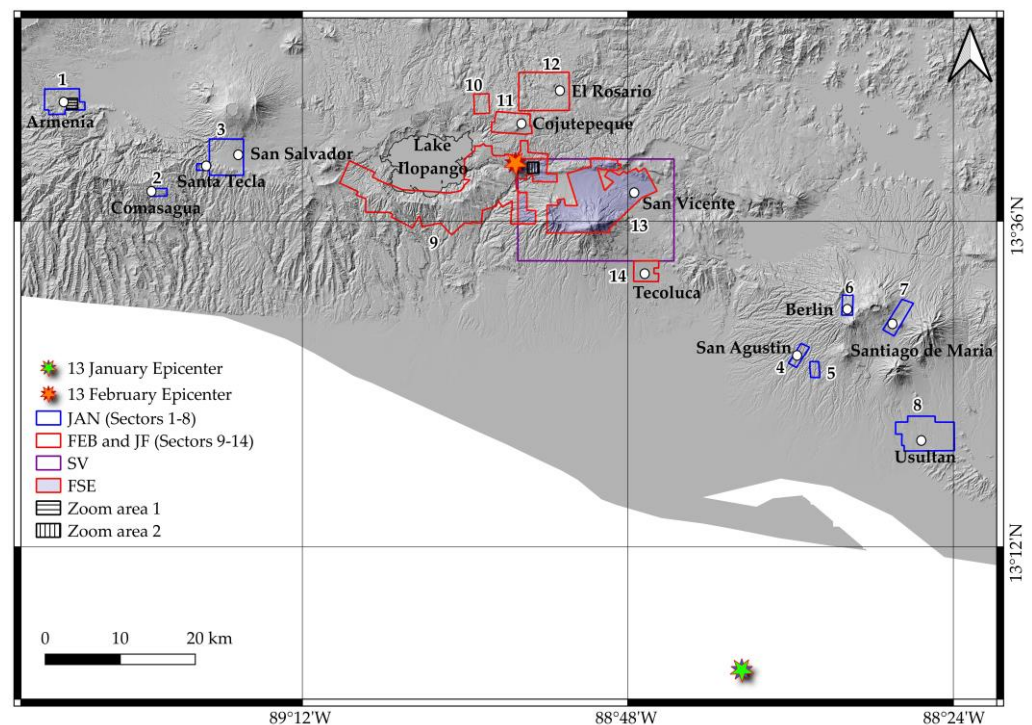 1
Armenia
2
Comasagua
3
San Salvador
Santa Tecla
Lake
Ilopango
9
10
11
12
El Rosario
Cojutepeque
San Vicente
13
14
Tecoluca
6
Berlin
7
San Agustin
4
5
Santiago de Maria
8
Usultan
13 January Epicenter
13 February Epicenter
JAN (Sectors 1-8)
FEB and JF (Sectors 9-14)
SV
FSE
Zoom area 1
Zoom area 2
0 10 20 km
13°36'N
13°12'N
89°12'W 88°48'W 88°24'W